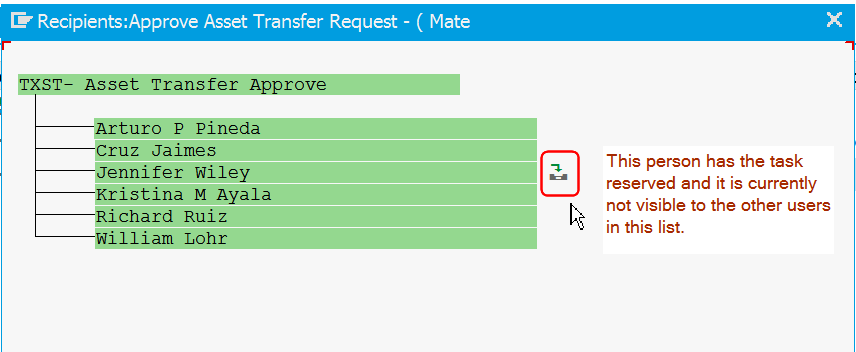 Recipients:Approve Asset Transfer Request - ( Mate
TXST- Asset Transfer Approve
Arturo P Pineda
Cruz Jaimes
Jennifer Wiley
Kristina M Ayala
Richard Ruiz
William Lohr
This person has the task
reserved and it is currently
not visible to the other users
in this list.